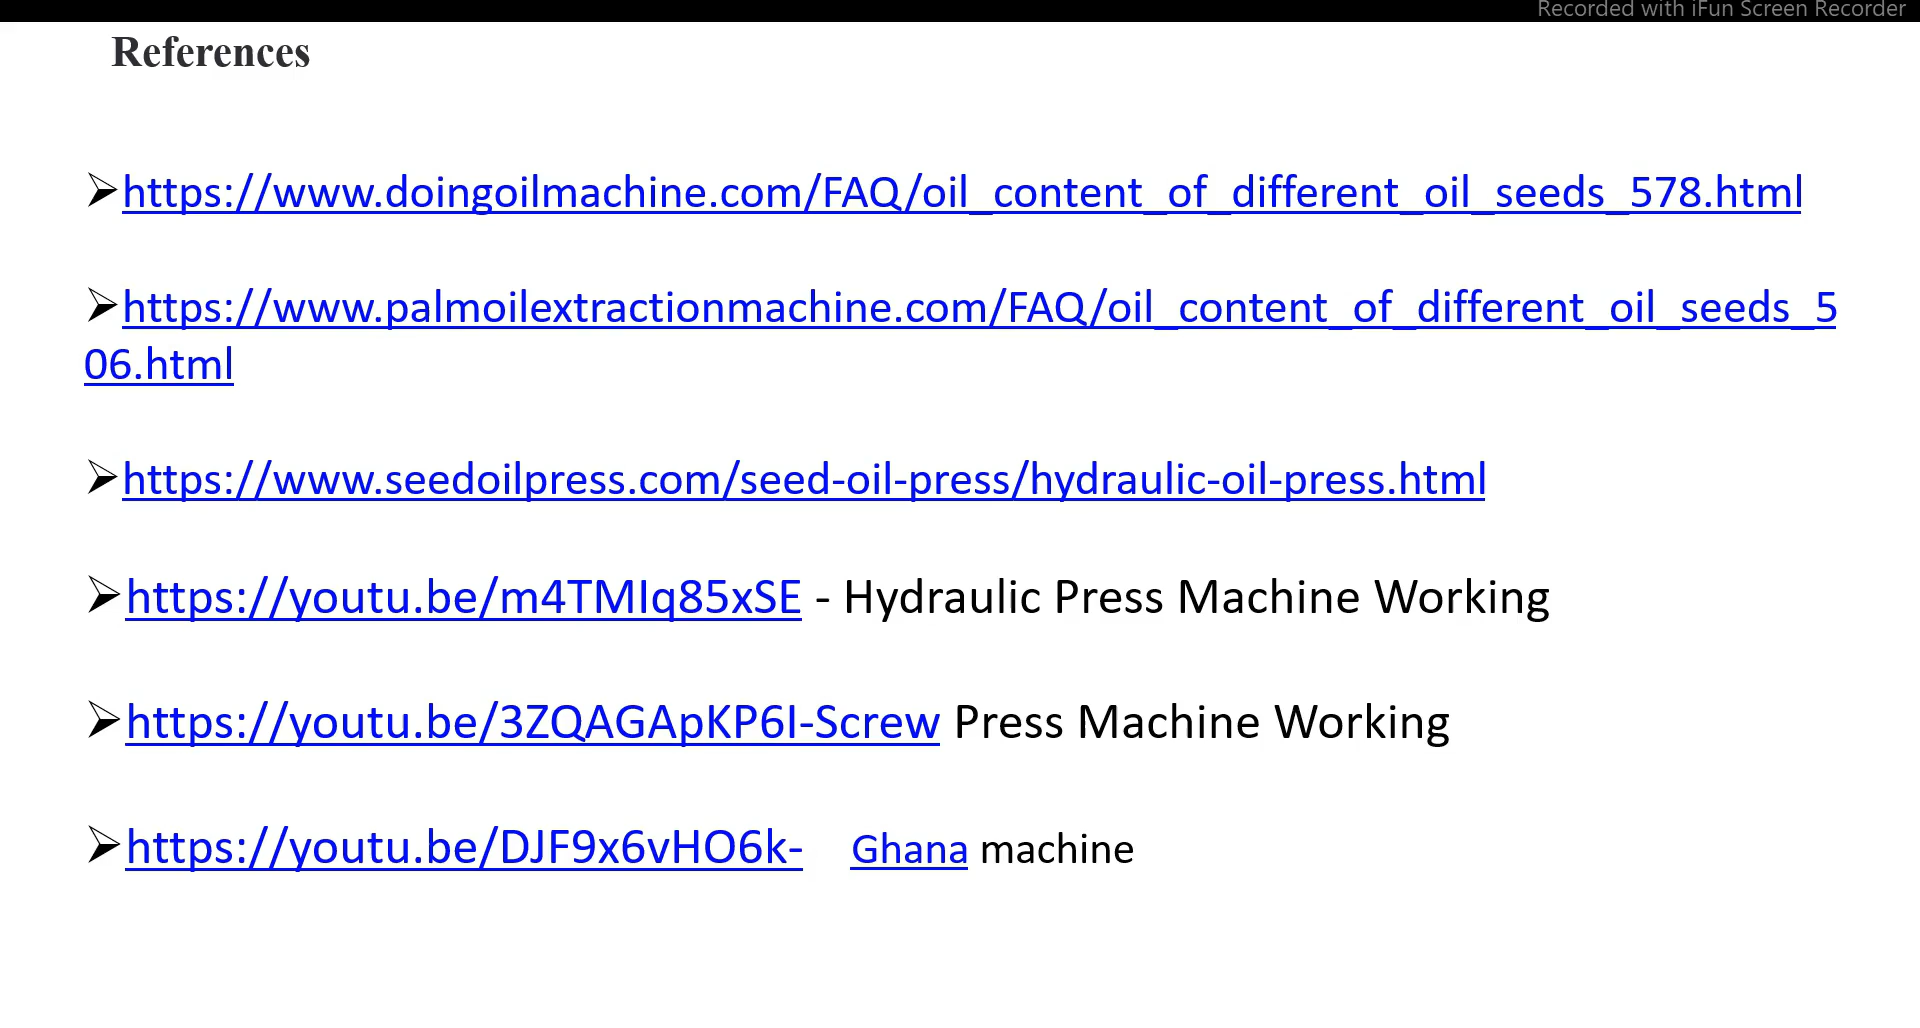 Recorded with iFun Screen Recorder
References
➢https://www.doingoilmachine.com/FAQ/oil_content_of_different_oil_seeds_578.html
➢https://www.palmoilextractionmachine.com/FAQ/oil_content_of_different_oil_seeds_5
06.html
➢https://www.seedoilpress.com/seed-oil-press/hydraulic-oil-press.html
➢https://youtu.be/m4TMIq85xSE - Hydraulic Press Machine Working
➢https://youtu.be/3ZQAGApKP6I-Screw Press Machine Working
➢https://youtu.be/DJF9x6vHO6k- Ghana machine